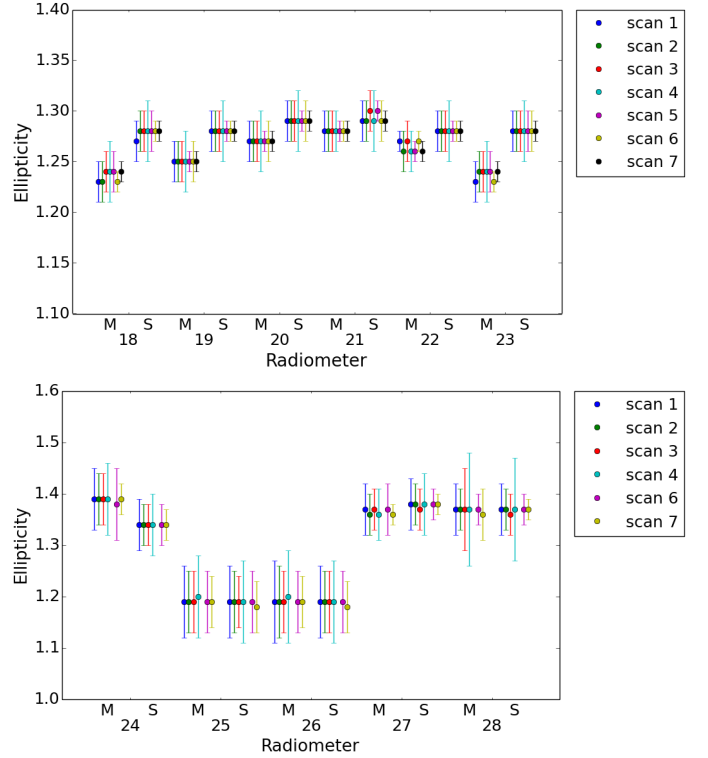 1.40
1.35
1.30
1.25
1.20
1.15
1.10
Ellipticity
M S M S M S M S M S M S
18 19 20 21 22 23
Radiometer
scan 1
scan 2
scan 3
scan 4
scan 5
scan 6
scan 7
1.6
1.5
1.4
1.3
1.2
1.1
1.0
Ellipticity
M S M S M S M S M S
24 25 26 27 28
Radiometer
scan 1
scan 2
scan 3
scan 4
scan 6
scan 7